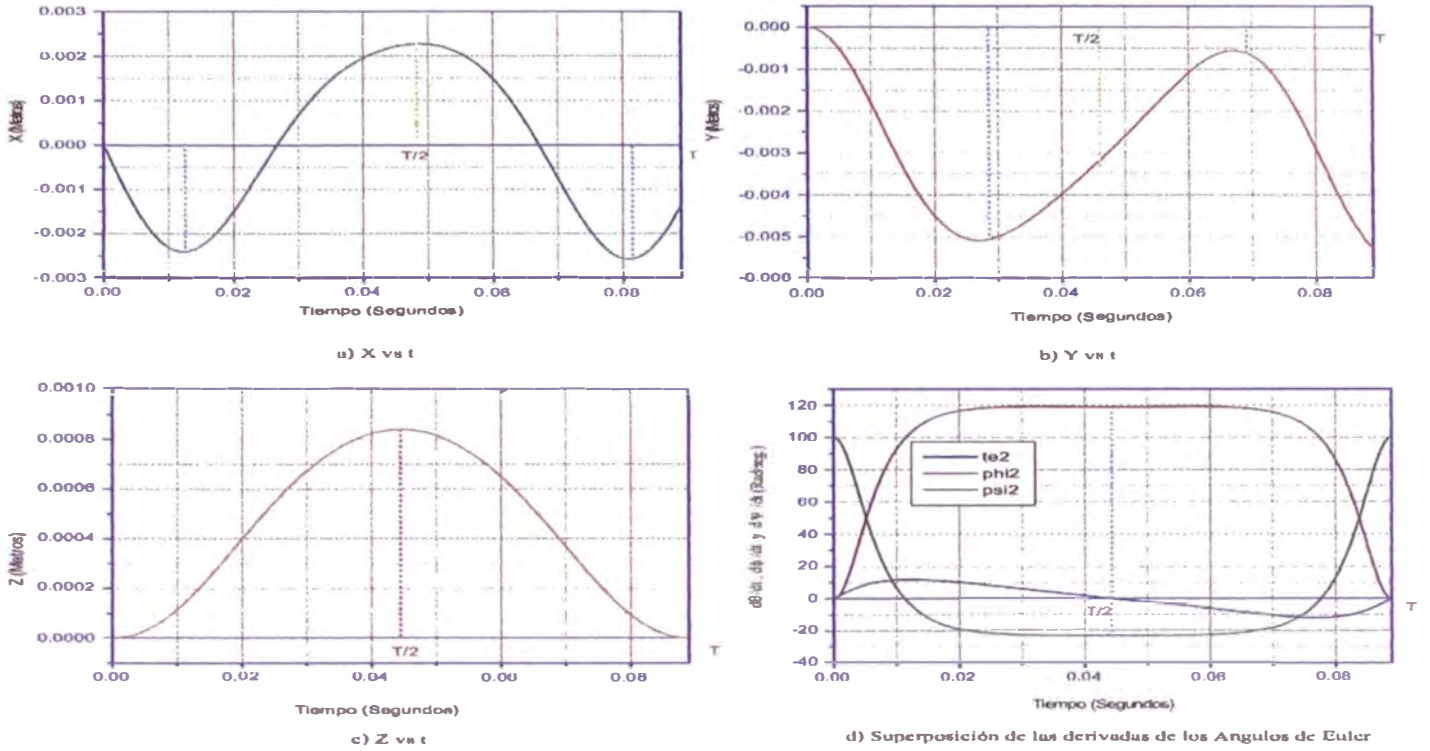 0.003
0.002
0.001
0.000
-0.001
-0.002
-0.003
X (Metros)
T/2
T
0.00 0.02 0.04 0.06 0.08
Tiempo (Segundos)
a) X vs t
0.000
-0.001
-0.002
-0.003
-0.004
-0.005
-0.006
Y (Metros)
T/2
T
0.00 0.02 0.04 0.06 0.08
Tiempo (Segundos)
b) Y vs t
0.0010
0.0008
0.0006
0.0004
0.0002
0.0000
Z (Metros)
T/2
T
0.00 0.02 0.04 0.06 0.08
Tiempo (Segundos)
c) Z vs t
120
100
80
60
40
20
0
-20
-40
te2
phi2
psi2
T/2
T
0.00 0.02 0.04 0.06 0.08
Tiempo (Segundos)
d) Superposición de las derivadas de los Angulos de Euler